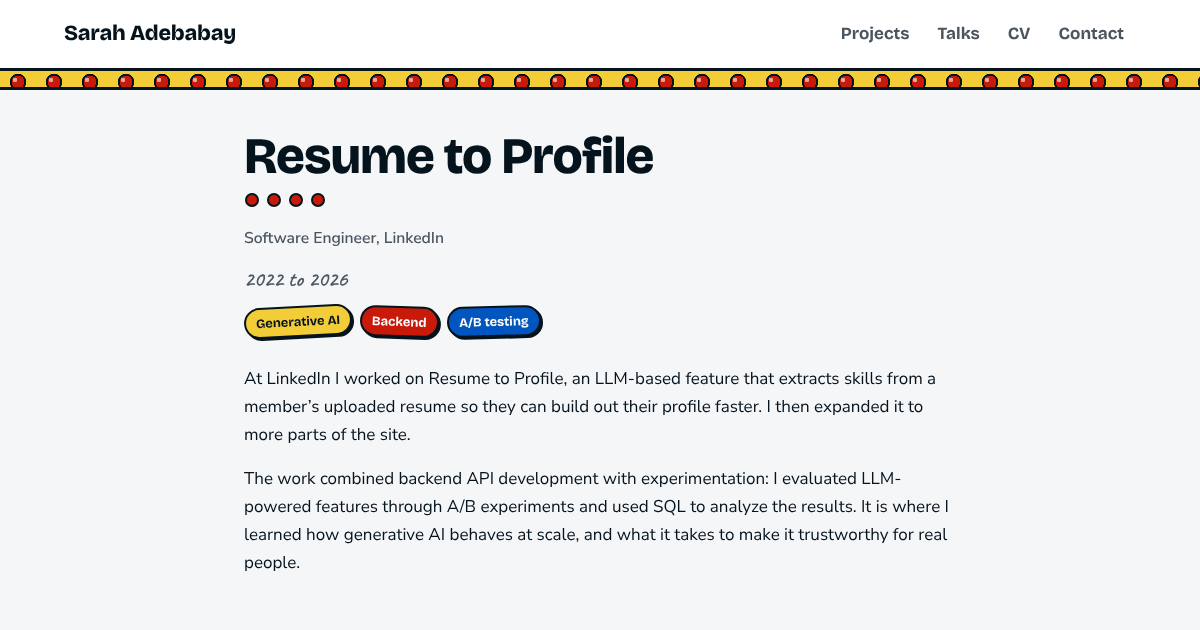 Sarah Adebabay
Projects Talks CV Contact
Resume to Profile
Software Engineer, LinkedIn
2022 to 2026
Generative AI Backend A/B testing
At LinkedIn I worked on Resume to Profile, an LLM-based feature that extracts skills from a
member’s uploaded resume so they can build out their profile faster. I then expanded it to
more parts of the site.
The work combined backend API development with experimentation: I evaluated LLM-
powered features through A/B experiments and used SQL to analyze the results. It is where I
learned how generative AI behaves at scale, and what it takes to make it trustworthy for real
people.